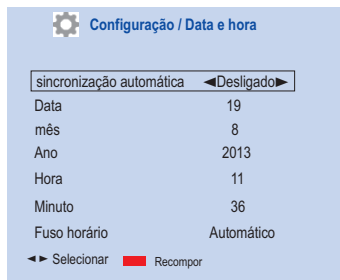 Configuração / Data e hora
sincronização automática ◄Desligado►
Data 19
mês 8
Ano 2013
Hora 11
Minuto 36
Fuso horário Automático
◄► Selecionar Recompor